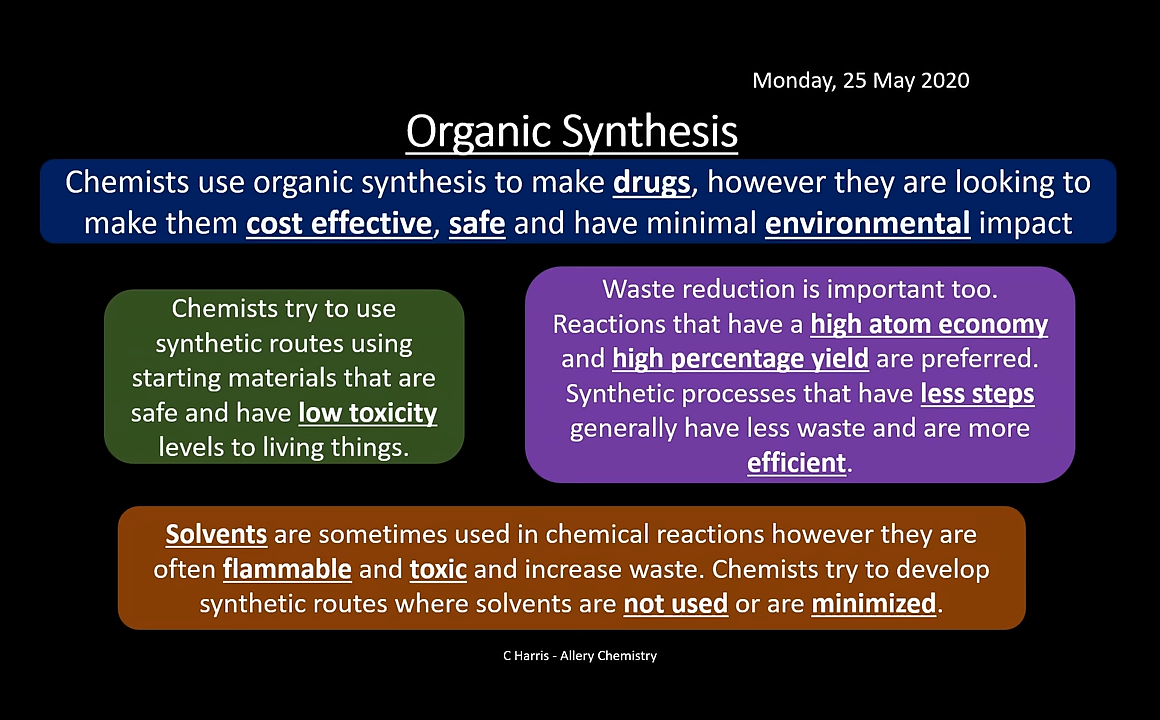 Monday, 25 May 2020
Organic Synthesis
Chemists use organic synthesis to make drugs, however they are looking to
make them cost effective, safe and have minimal environmental impact
Chemists try to use
synthetic routes using
starting materials that are
safe and have low toxicity
levels to living things.
Waste reduction is important too.
Reactions that have a high atom economy
and high percentage yield are preferred.
Synthetic processes that have less steps
generally have less waste and are more
efficient.
Solvents are sometimes used in chemical reactions however they are
often flammable and toxic and increase waste. Chemists try to develop
synthetic routes where solvents are not used or are minimized.
C Harris - Allery Chemistry